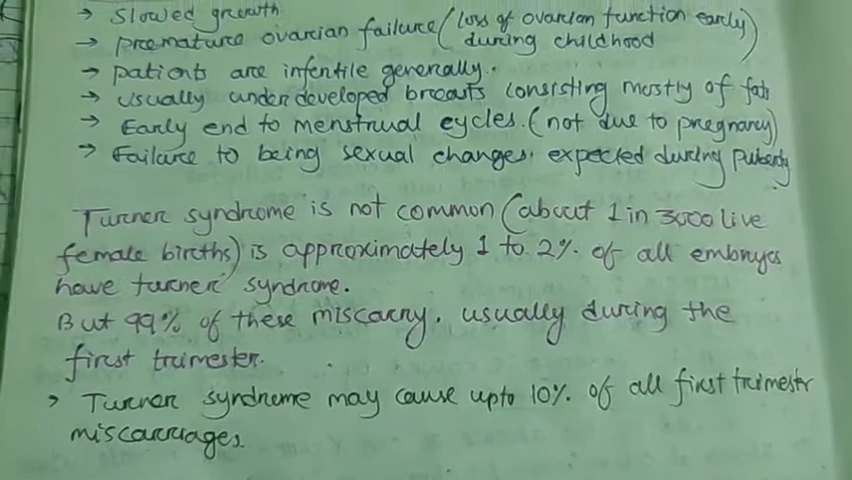 → Slowed growth
→ premature ovarian failure (loss of ovarian function early during childhood)
→ patients are infentile generally.
→ usually underdeveloped breasts consisting mostly of fats
→ Early end to menstrual cycles. (not due to pregnancy)
→ Failure to being sexual changes. expected during puberty
Turner syndrome is not common (about 1 in 3000 live
female births) is approximately 1 to 2% of all embryos
have turner syndrome.
But 99% of these miscarry, usually during the
first trimester.
> Turner syndrome may cause upto 10% of all first trimestr
miscarriages.